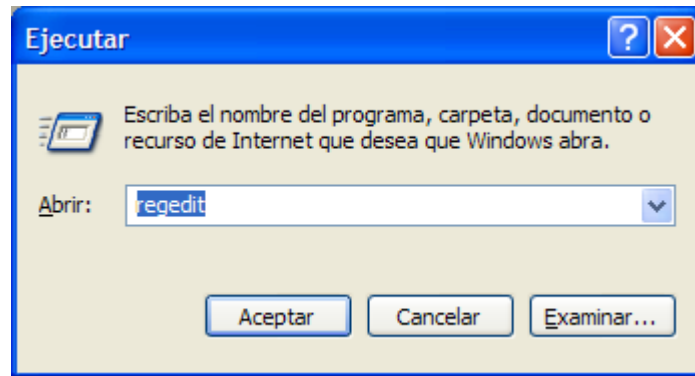 Ejecutar
Escriba el nombre del programa, carpeta, documento o
recurso de Internet que desea que Windows abra.
Abrir: regedit
Aceptar Cancelar Examinar...